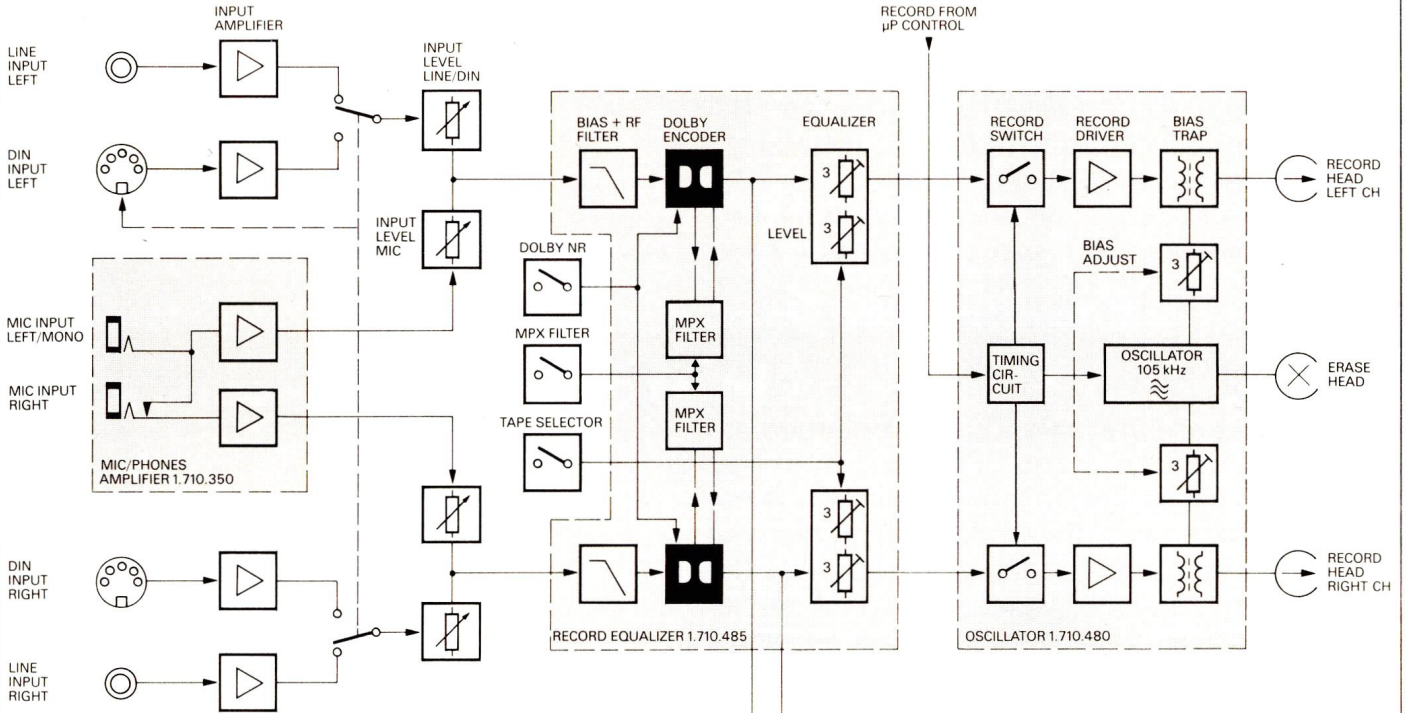 INPUT
AMPLIFIER
LINE
INPUT
LEFT
DIN
INPUT
LEFT
INPUT
LEVEL
LINE/DIN
INPUT
LEVEL
MIC
MIC INPUT
LEFT/MONO
MIC INPUT
RIGHT
MIC/PHONES
AMPLIFIER 1.710.350
DIN
INPUT
RIGHT
LINE
INPUT
RIGHT
BIAS + RF
FILTER
DOLBY
ENCODER
EQUALIZER
3
3
LEVEL
DOLBY NR
MPX FILTER
TAPE SELECTOR
MPX
FILTER
MPX
FILTER
3
3
RECORD EQUALIZER 1.710.485
RECORD FROM
µP CONTROL
RECORD
SWITCH
RECORD
DRIVER
BIAS
TRAP
BIAS
ADJUST
3
TIMING
CIR-
CUIT
OSCILLATOR
105 kHz
3
OSCILLATOR 1.710.480
RECORD
HEAD
LEFT CH
ERASE
HEAD
RECORD
HEAD
RIGHT CH